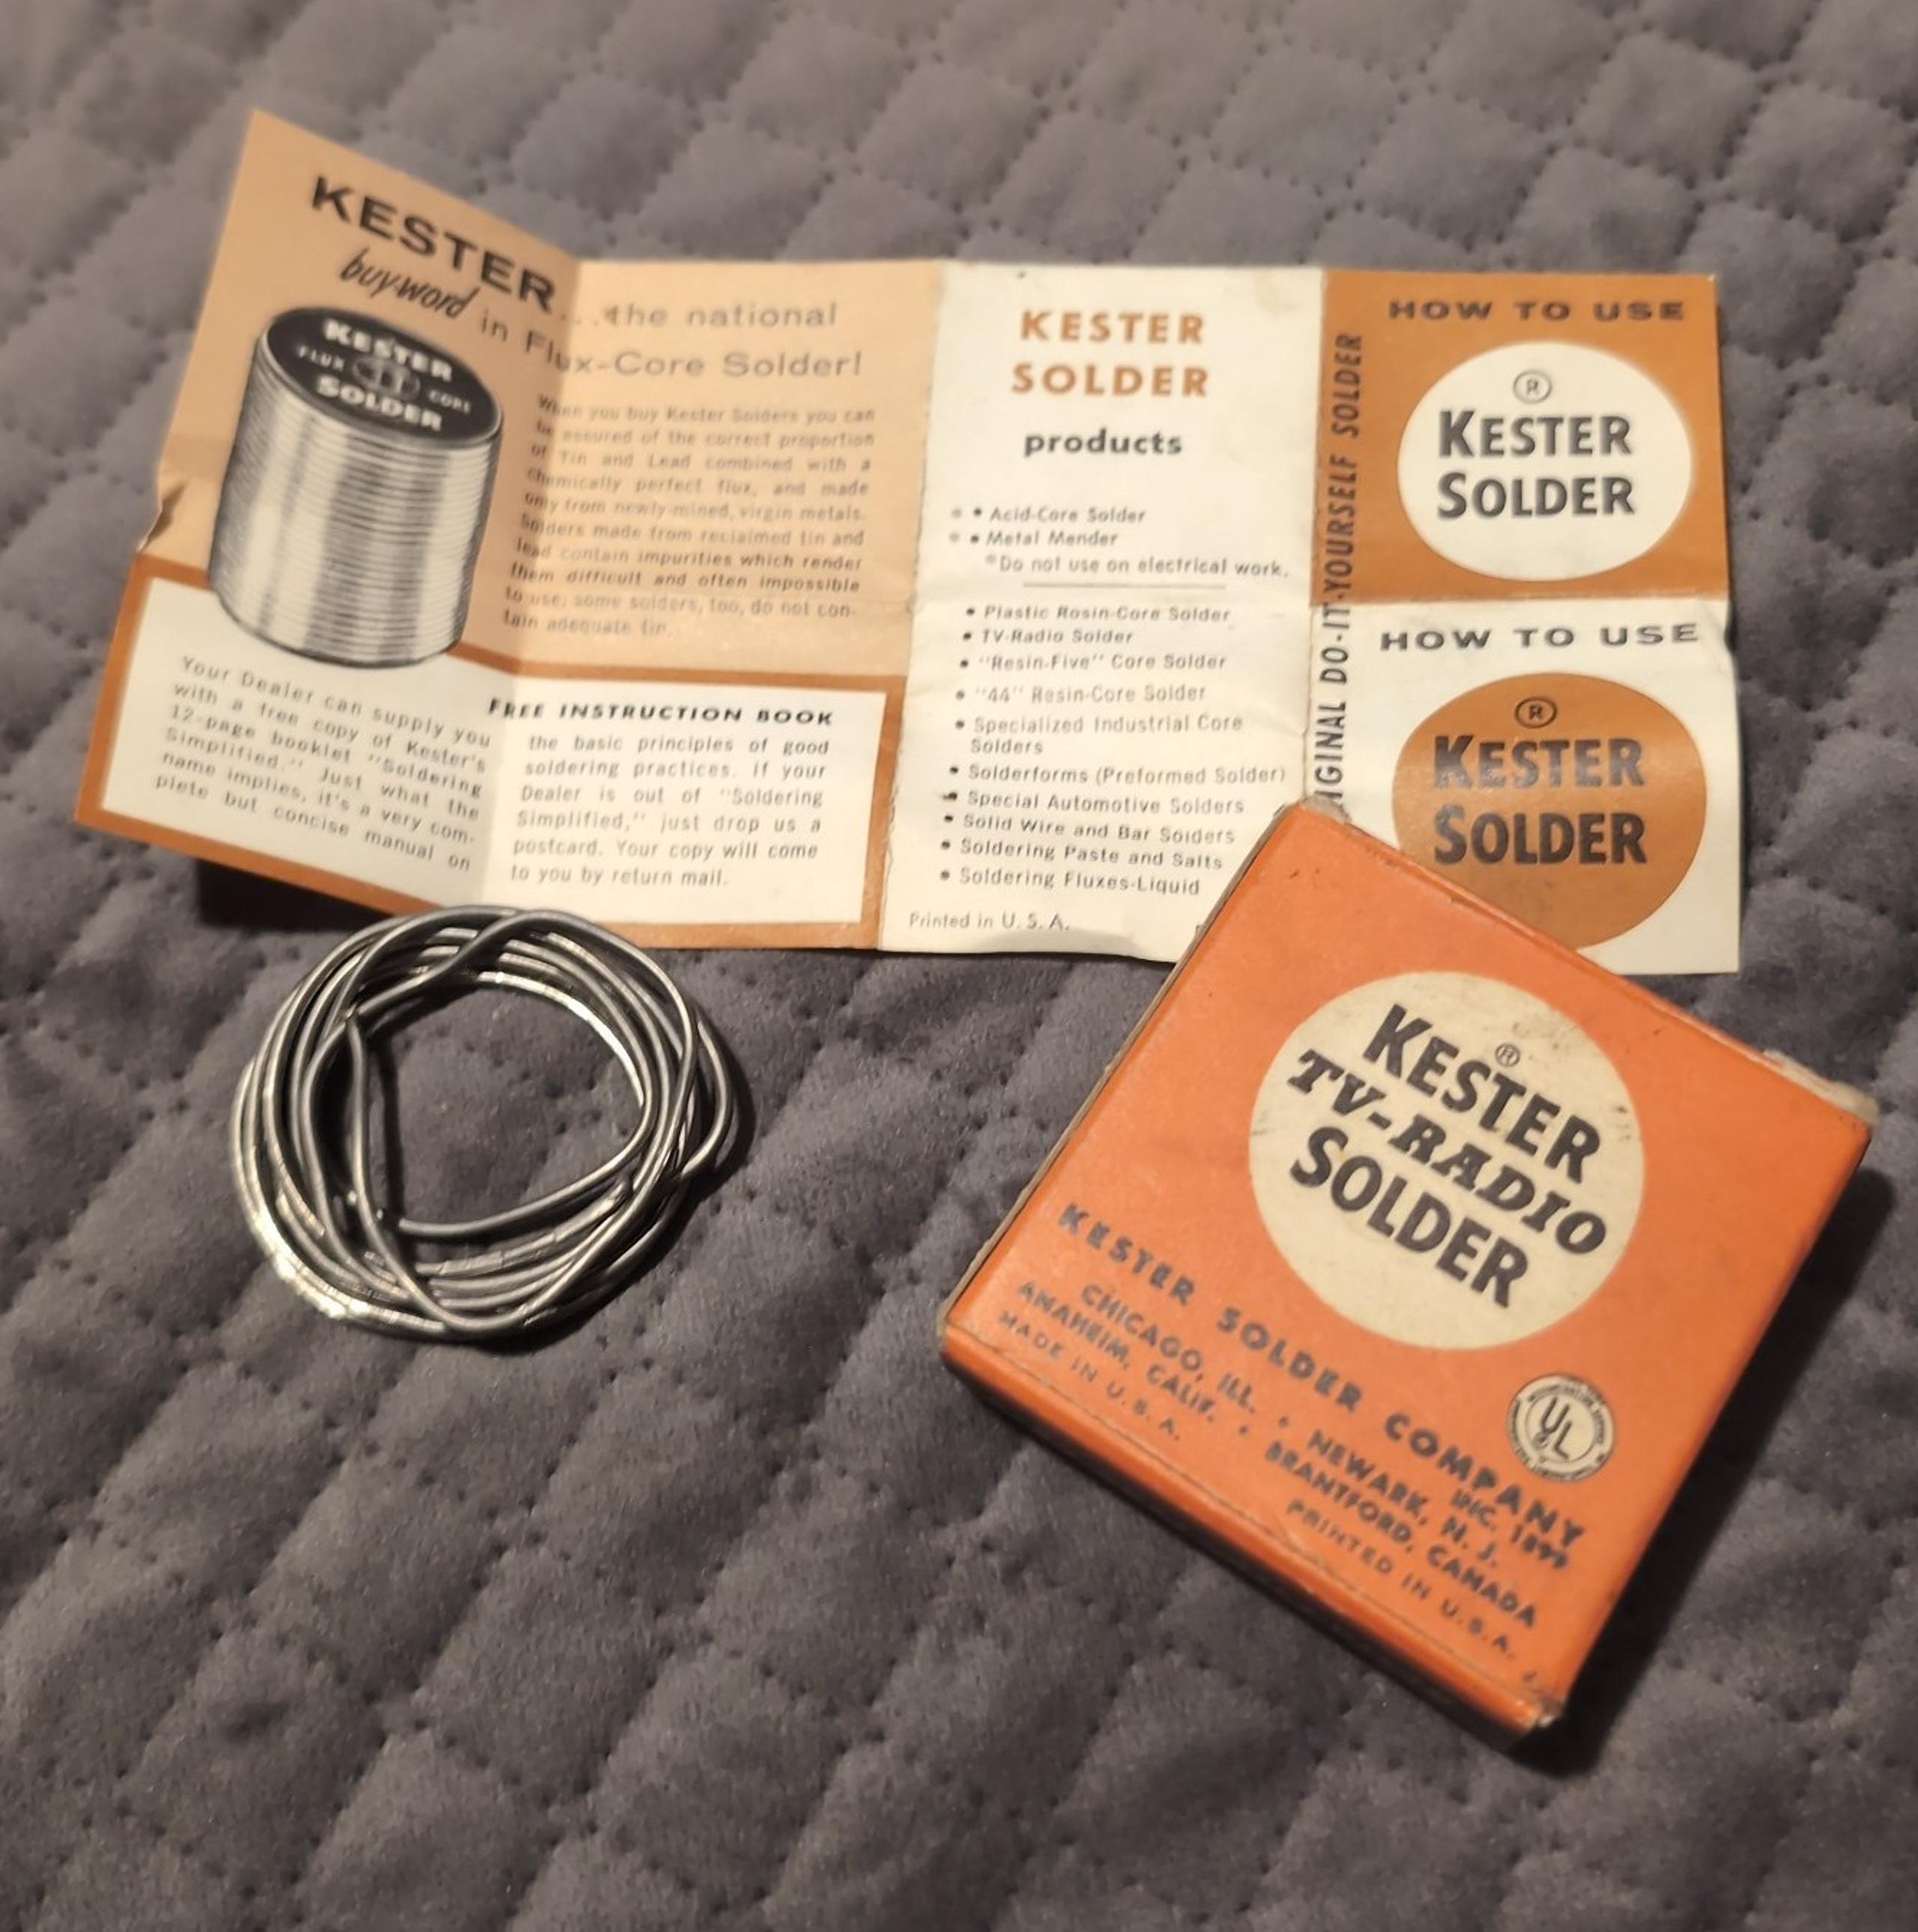 KESTER...the national
buy-word in Flux-Core Solder!
KESTER
FLUX CORE
SOLDER
When you buy Kester Solders you can
be assured of the correct proportion
of Tin and Lead combined with a
chemically perfect flux, and made
only from newly-mined, virgin metals.
Solders made from reclaimed tin and
lead contain impurities which render
them difficult and often impossible
to use; some solders, too, do not con-
tain adequate tin.
FREE INSTRUCTION BOOK
Your Dealer can supply you
with a free copy of Kester's
12-page booklet "Soldering
Simplified." Just what the
name implies, it's a very com-
plete but concise manual on
the basic principles of good
soldering practices. If your
Dealer is out of "Soldering
Simplified," just drop us a
postcard. Your copy will come
to you by return mail.
KESTER
SOLDER
products
* • Acid-Core Solder
* • Metal Mender
*Do not use on electrical work.
• Plastic Rosin-Core Solder
• TV-Radio Solder
• "Resin-Five" Core Solder
• "44" Resin-Core Solder
• Specialized Industrial Core
Solders
• Solderforms (Preformed Solder)
• Special Automotive Solders
• Solid Wire and Bar Solders
• Soldering Paste and Salts
• Soldering Fluxes-Liquid
Printed in U. S. A.
DO-IT-YOURSELF SOLDER
HOW TO USE
®
KESTER
SOLDER
HOW TO USE
®
KESTER
SOLDER
®
KESTER
TV-RADIO
SOLDER
KESTER SOLDER COMPANY
INC. 1899
CHICAGO, ILL. • NEWARK, N. J.
ANAHEIM, CALIF. • BRANTFORD, CANADA
MADE IN U. S. A. PRINTED IN U. S. A.
UL